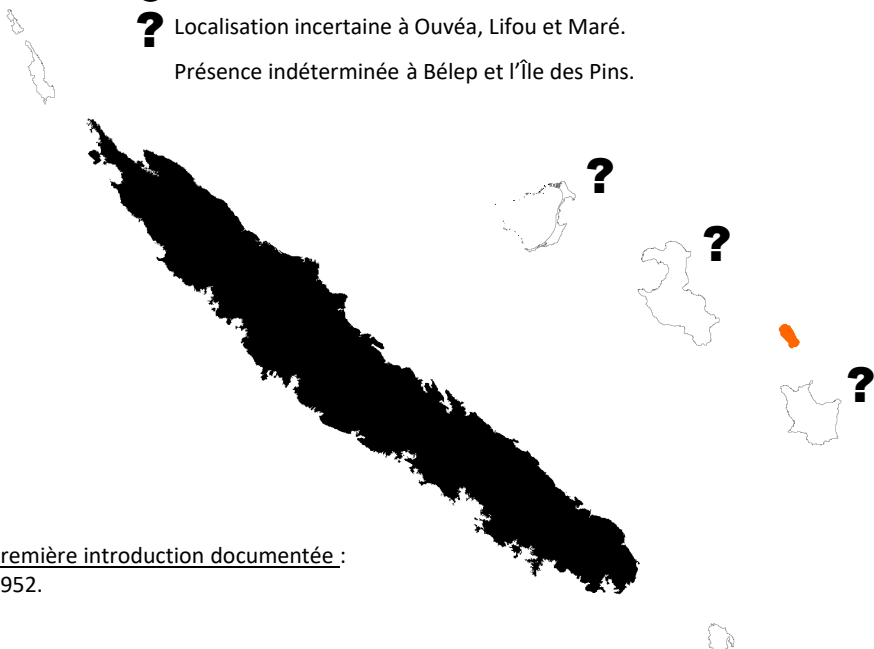 ? Localisation incertaine à Ouvéa, Lifou et Maré.
Présence indéterminée à Bélep et l’Île des Pins.
?
?
?
remière introduction documentée :
952.